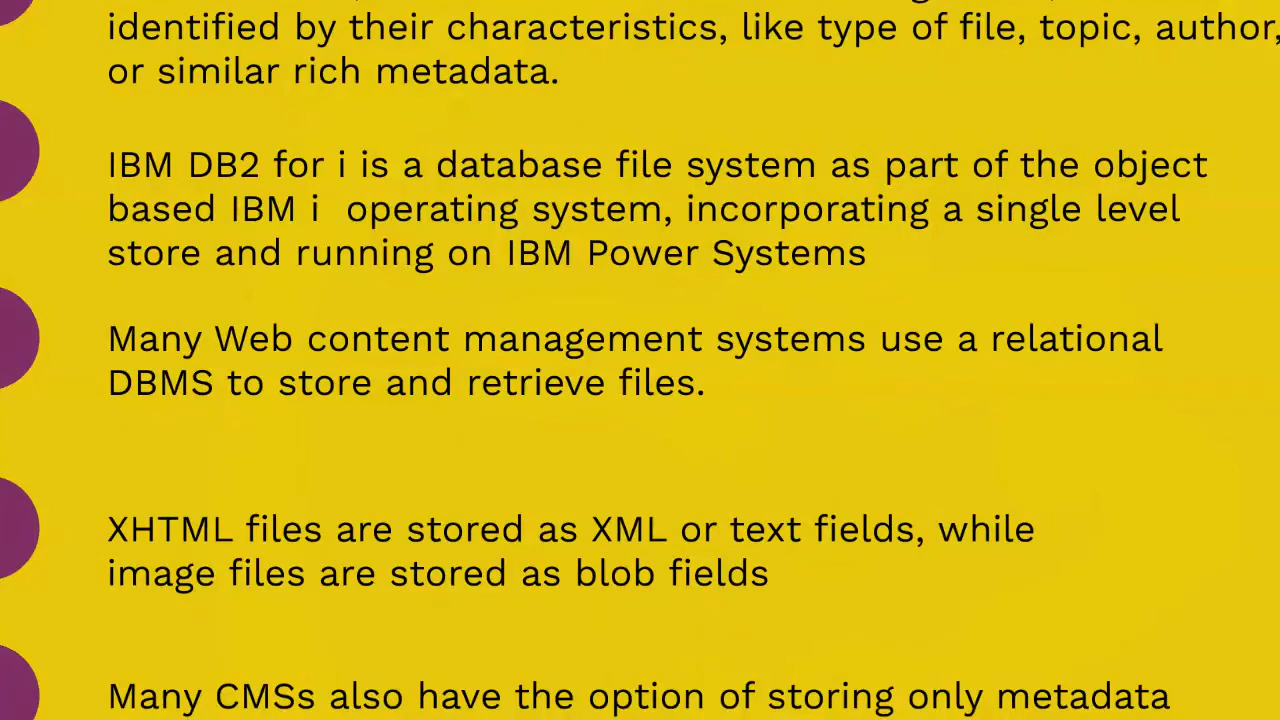 identified by their characteristics, like type of file, topic, author,
or similar rich metadata.
IBM DB2 for i is a database file system as part of the object
based IBM i  operating system, incorporating a single level
store and running on IBM Power Systems
Many Web content management systems use a relational
DBMS to store and retrieve files.
XHTML files are stored as XML or text fields, while
image files are stored as blob fields
Many CMSs also have the option of storing only metadata